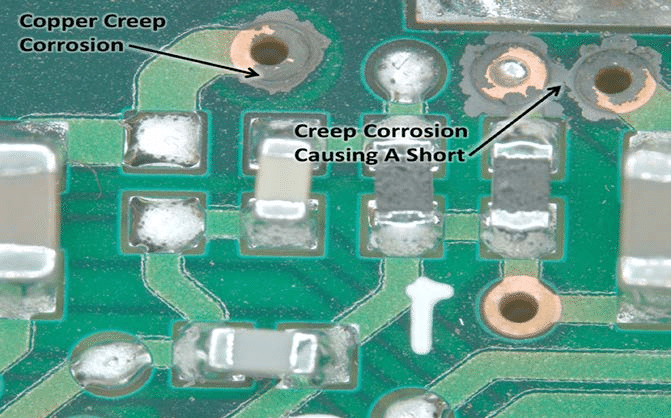 Copper Creep
Corrosion
Creep Corrosion
Causing A Short